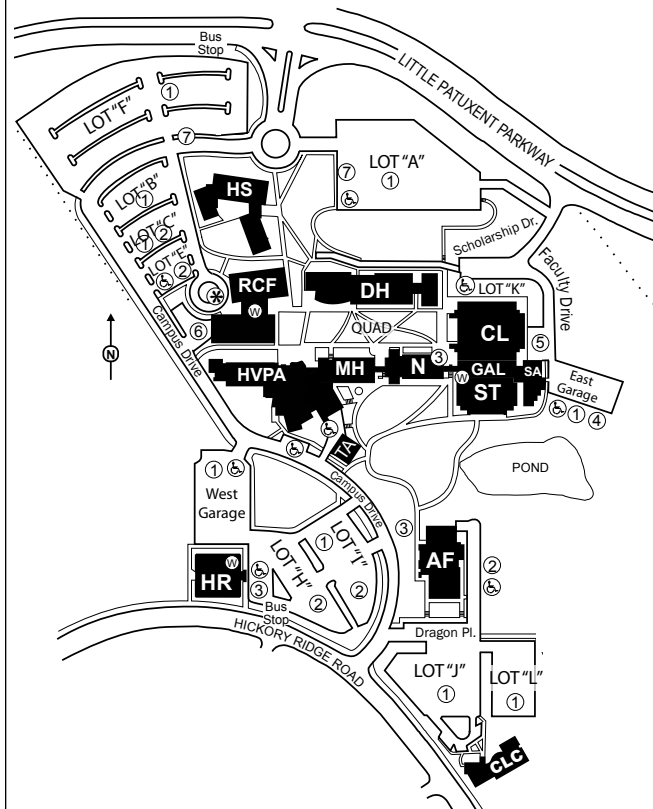 Bus
Stop
LITTLE PATUXENT PARKWAY
①
LOT "F"
⑦
LOT "A"
①
⑦
HS
LOT "B"
⑦
LOT "C"
⑦ ②
LOT "E"
②
Scholarship Dr.
Faculty Drive
RCF
W
*
DH
LOT "K"
⑥
QUAD
CL
⑤
Campus Drive
N
HVPA
MH
N
③
W
GAL
ST
SA
East
Garage
① ④
TA
①
West
Garage
Campus Drive
POND
③
①
LOT "I"
LOT "H"
②
②
AF
②
W
HR
③
Bus
Stop
HICKORY RIDGE ROAD
Dragon Pl.
LOT "J"
①
LOT "L"
①
CLC